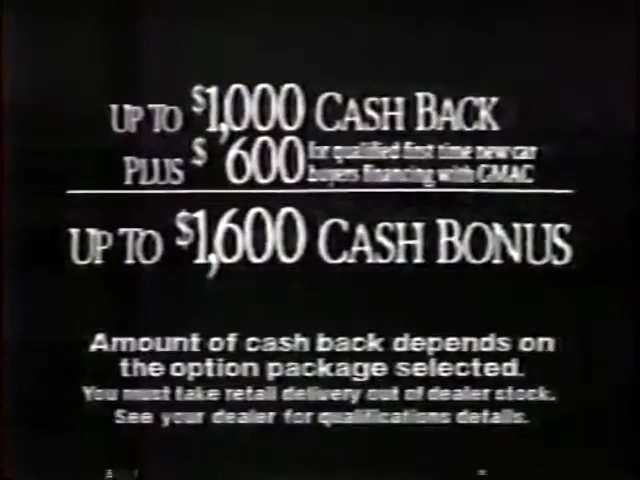 UP TO $1,000 CASH BACK
PLUS $600 for qualified first time new car
buyers financing with GMAC
UP TO $1,600 CASH BONUS
Amount of cash back depends on
the option package selected.
You must take retail delivery out of dealer stock.
See your dealer for qualifications details.